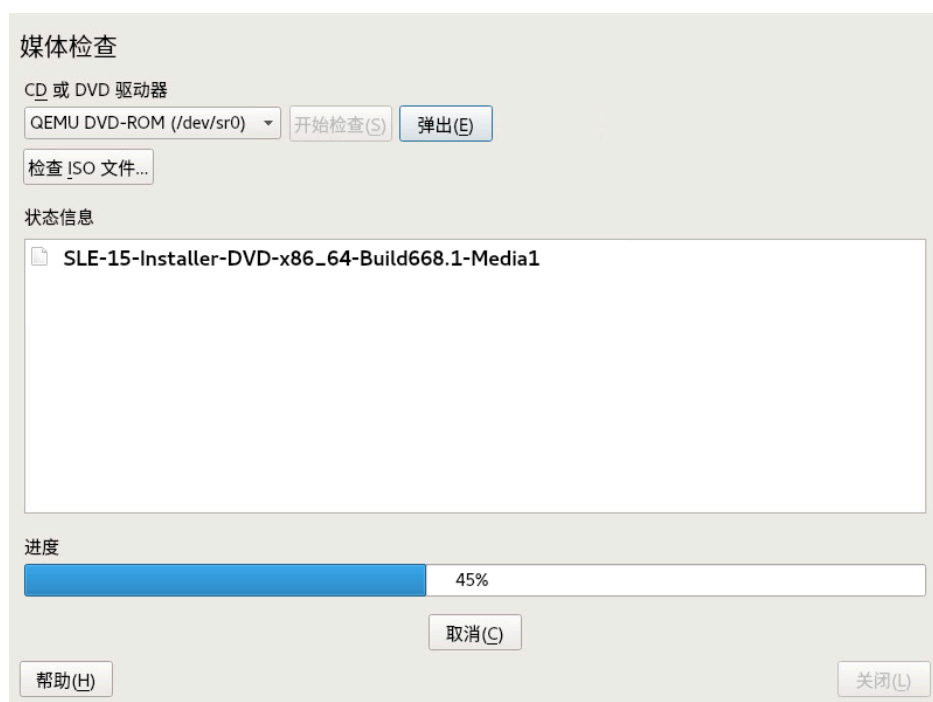 媒体检查
CD 或 DVD 驱动器
QEMU DVD-ROM (/dev/sr0) 开始检查(S) 弹出(E)
检查 ISO 文件...
状态信息
SLE-15-Installer-DVD-x86_64-Build668.1-Media1
进度
45%
取消(C)
帮助(H) 关闭(L)